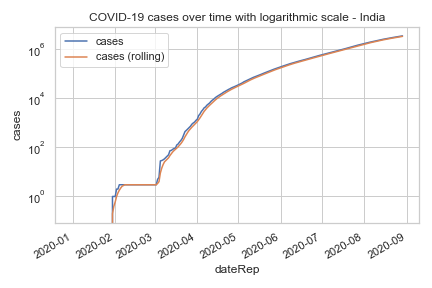 COVID-19 cases over time with logarithmic scale - India
cases
cases (rolling)
10^6
10^4
10^2
10^0
cases
2020-01
2020-02
2020-03
2020-04
2020-05
2020-06
2020-07
2020-08
2020-09
dateRep